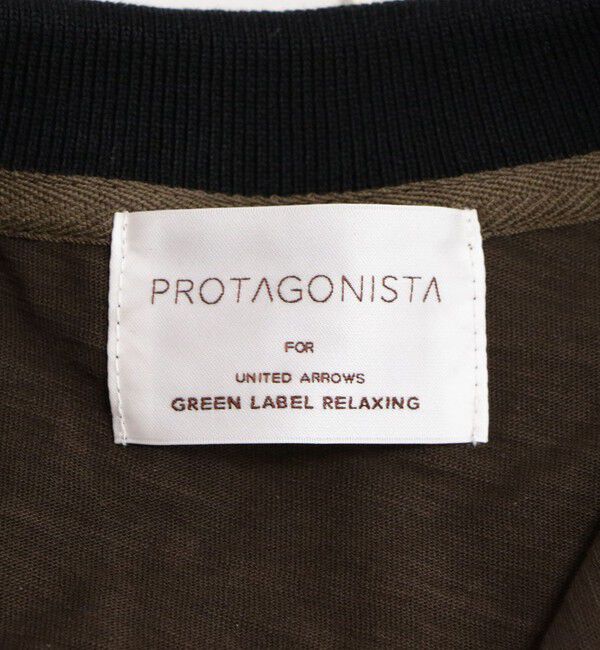 PROTAGONISTA
FOR
UNITED ARROWS
GREEN LABEL RELAXING